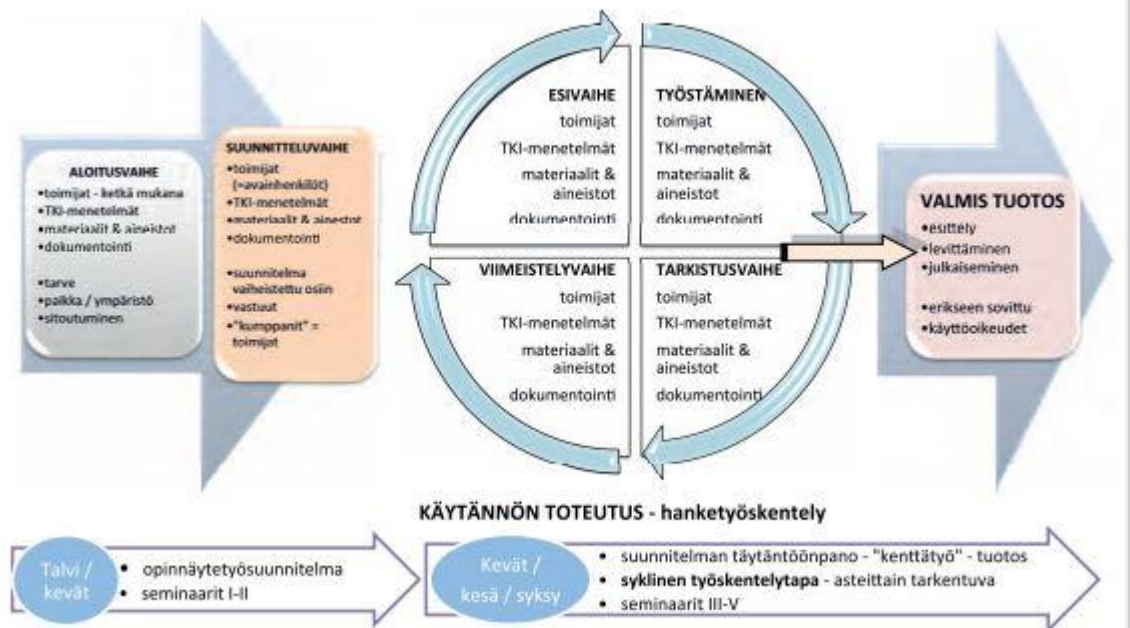 ALOITUSVAIHE
•toimijat - ketkä mukana
•TKI-menetelmät
•materiaalit & aineistot
•dokumentointi
•tarve
•paikka / ympäristö
•sitoutuminen
SUUNNITTELUVAIHE
•toimijat
(=avainhenkilöt)
•TKI-menetelmät
•materiaalit & ainestot
•dokumentointi
•suunnitelma
vaiheistettu osiin
•vastuut
•"kumppanit" =
toimijat
ESIVAIHE
toimijat
TKI-menetelmät
materiaalit &
aineistot
dokumentointi
TYÖSTÄMINEN
toimijat
TKI-menetelmät
materiaalit &
aineistot
dokumentointi
VIIMEISTELYVAIHE
toimijat
TKI-menetelmät
materiaalit &
aineistot
dokumentointi
TARKISTUSVAIHE
toimijat
TKI-menetelmät
materiaalit &
aineistot
dokumentointi
VALMIS TUOTOS
•esittely
•levittäminen
•julkaiseminen
•erikseen sovittu
•käyttöoikeudet
KÄYTÄNNÖN TOTEUTUS - hanketyöskentely
Talvi /
kevät
• opinnäytetyösuunnitelma
• seminaarit I-II
Kevät /
kesä / syksy
• suunnitelman täytäntöönpano - "kenttätyö" - tuotos
• syklinen työskentelytapa - asteittain tarkentuva
• seminaarit III-V